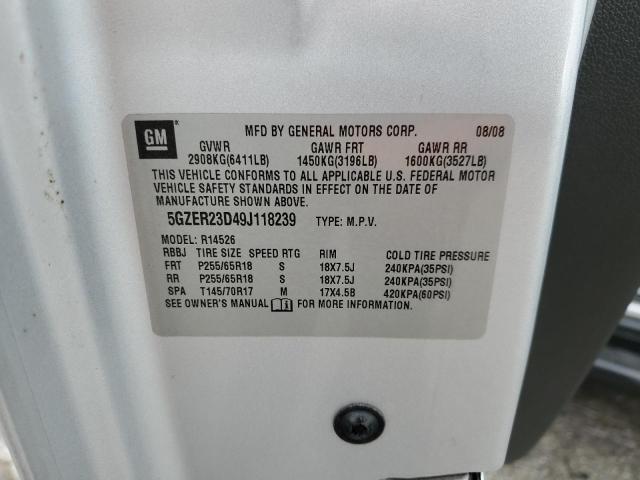 GM MFD BY GENERAL MOTORS CORP. 08/08
GVWR GAWR FRT GAWR RR
2908KG(6411LB) 1450KG(3196LB) 1600KG(3527LB)
THIS VEHICLE CONFORMS TO ALL APPLICABLE U.S. FEDERAL MOTOR
VEHICLE SAFETY STANDARDS IN EFFECT ON THE DATE OF
MANUFACTURE SHOWN ABOVE.
5GZER23D49J118239 TYPE: M.P.V.
MODEL: R14526
RBBJ TIRE SIZE SPEED RTG RIM COLD TIRE PRESSURE
FRT P255/65R18 S 18X7.5J 240KPA(35PSI)
RR P255/65R18 S 18X7.5J 240KPA(35PSI)
SPA T145/70R17 M 17X4.5B 420KPA(60PSI)
SEE OWNER'S MANUAL FOR MORE INFORMATION.